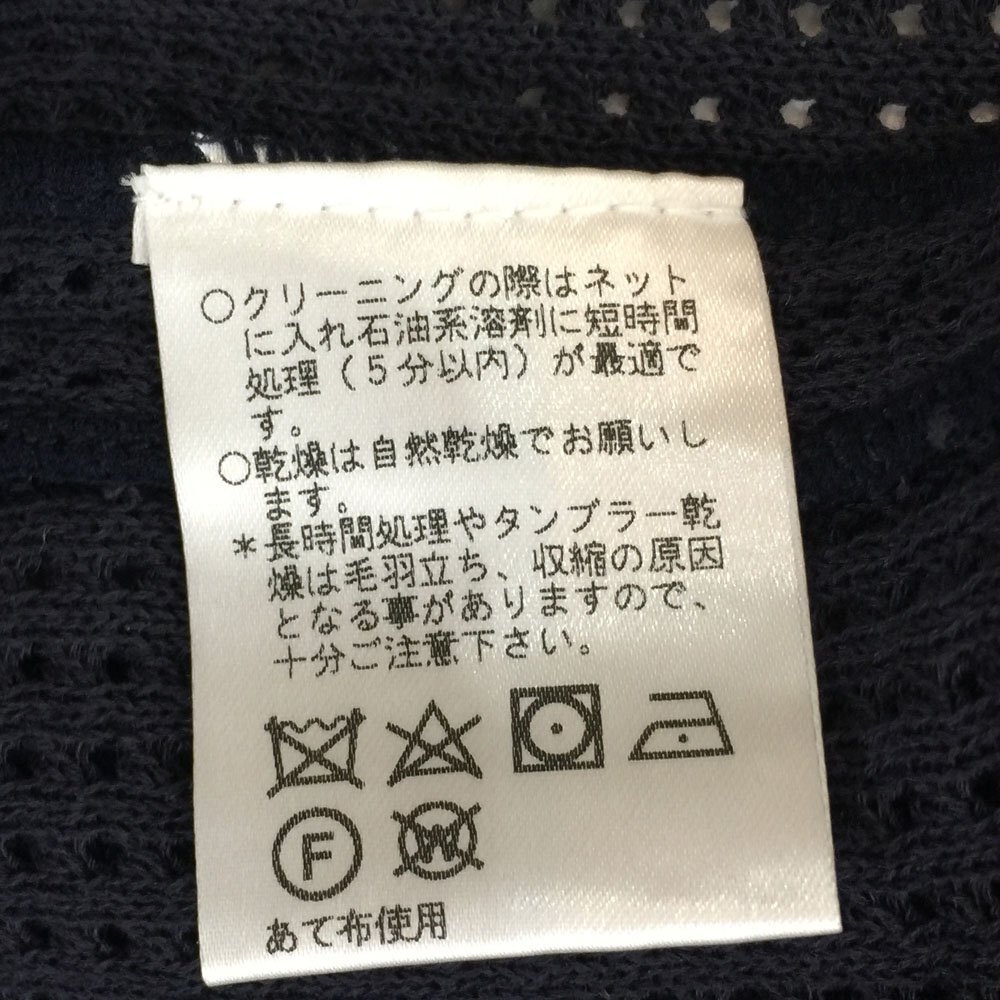 ○クリーニングの際はネット
に入れ石油系溶剤に短時間
処理（５分以内）が最適で
す。
○乾燥は自然乾燥でお願いし
ます。
＊長時間処理やタンブラー乾
燥は毛羽立ち、収縮の原因
となる事がありますので、
十分ご注意下さい。
F
W
あて布使用